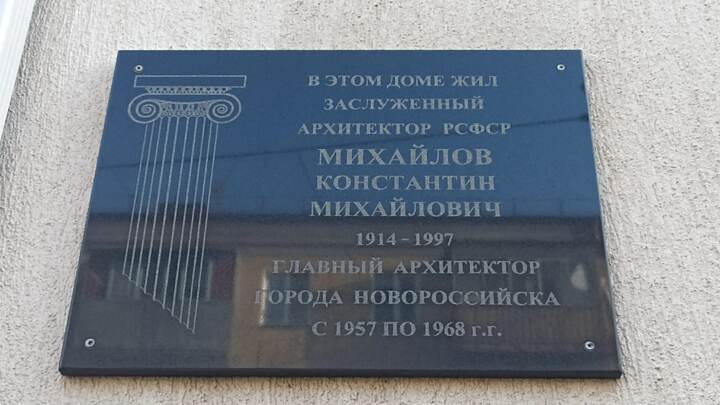 В ЭТОМ ДОМЕ ЖИЛ
ЗАСЛУЖЕННЫЙ
АРХИТЕКТОР РСФСР
МИХАЙЛОВ
КОНСТАНТИН
МИХАЙЛОВИЧ
1914 - 1997
ГЛАВНЫЙ АРХИТЕКТОР
ГОРОДА НОВОРОССИЙСКА
С 1957 ПО 1968 г.г.